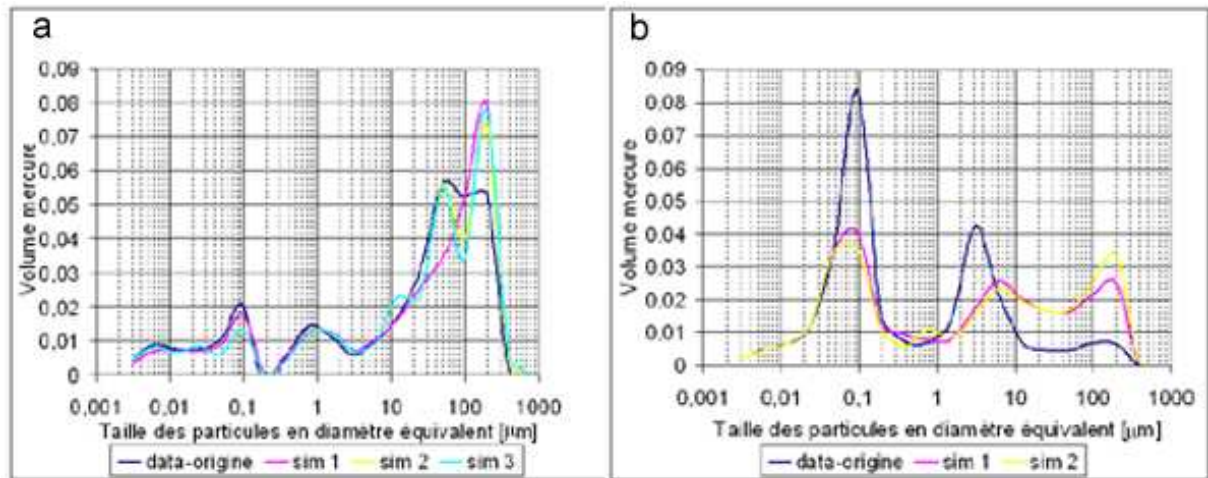 a
0,09
0,08
0,07
0,06
0,05
0,04
0,03
0,02
0,01
0
Volume mercure
0,001 0,01 0,1 1 10 100 1000
Taille des particules en diamètre équivalent [µm]
data-origine sim 1 sim 2 sim 3
b
0.09
0.08
0.07
0.06
0.05
0.04
0.03
0.02
0.01
0
Volume mercure
0,001 0,01 0,1 1 10 100 1000
Taille des particules en diamètre équivalent [µm]
data-origine sim 1 sim 2